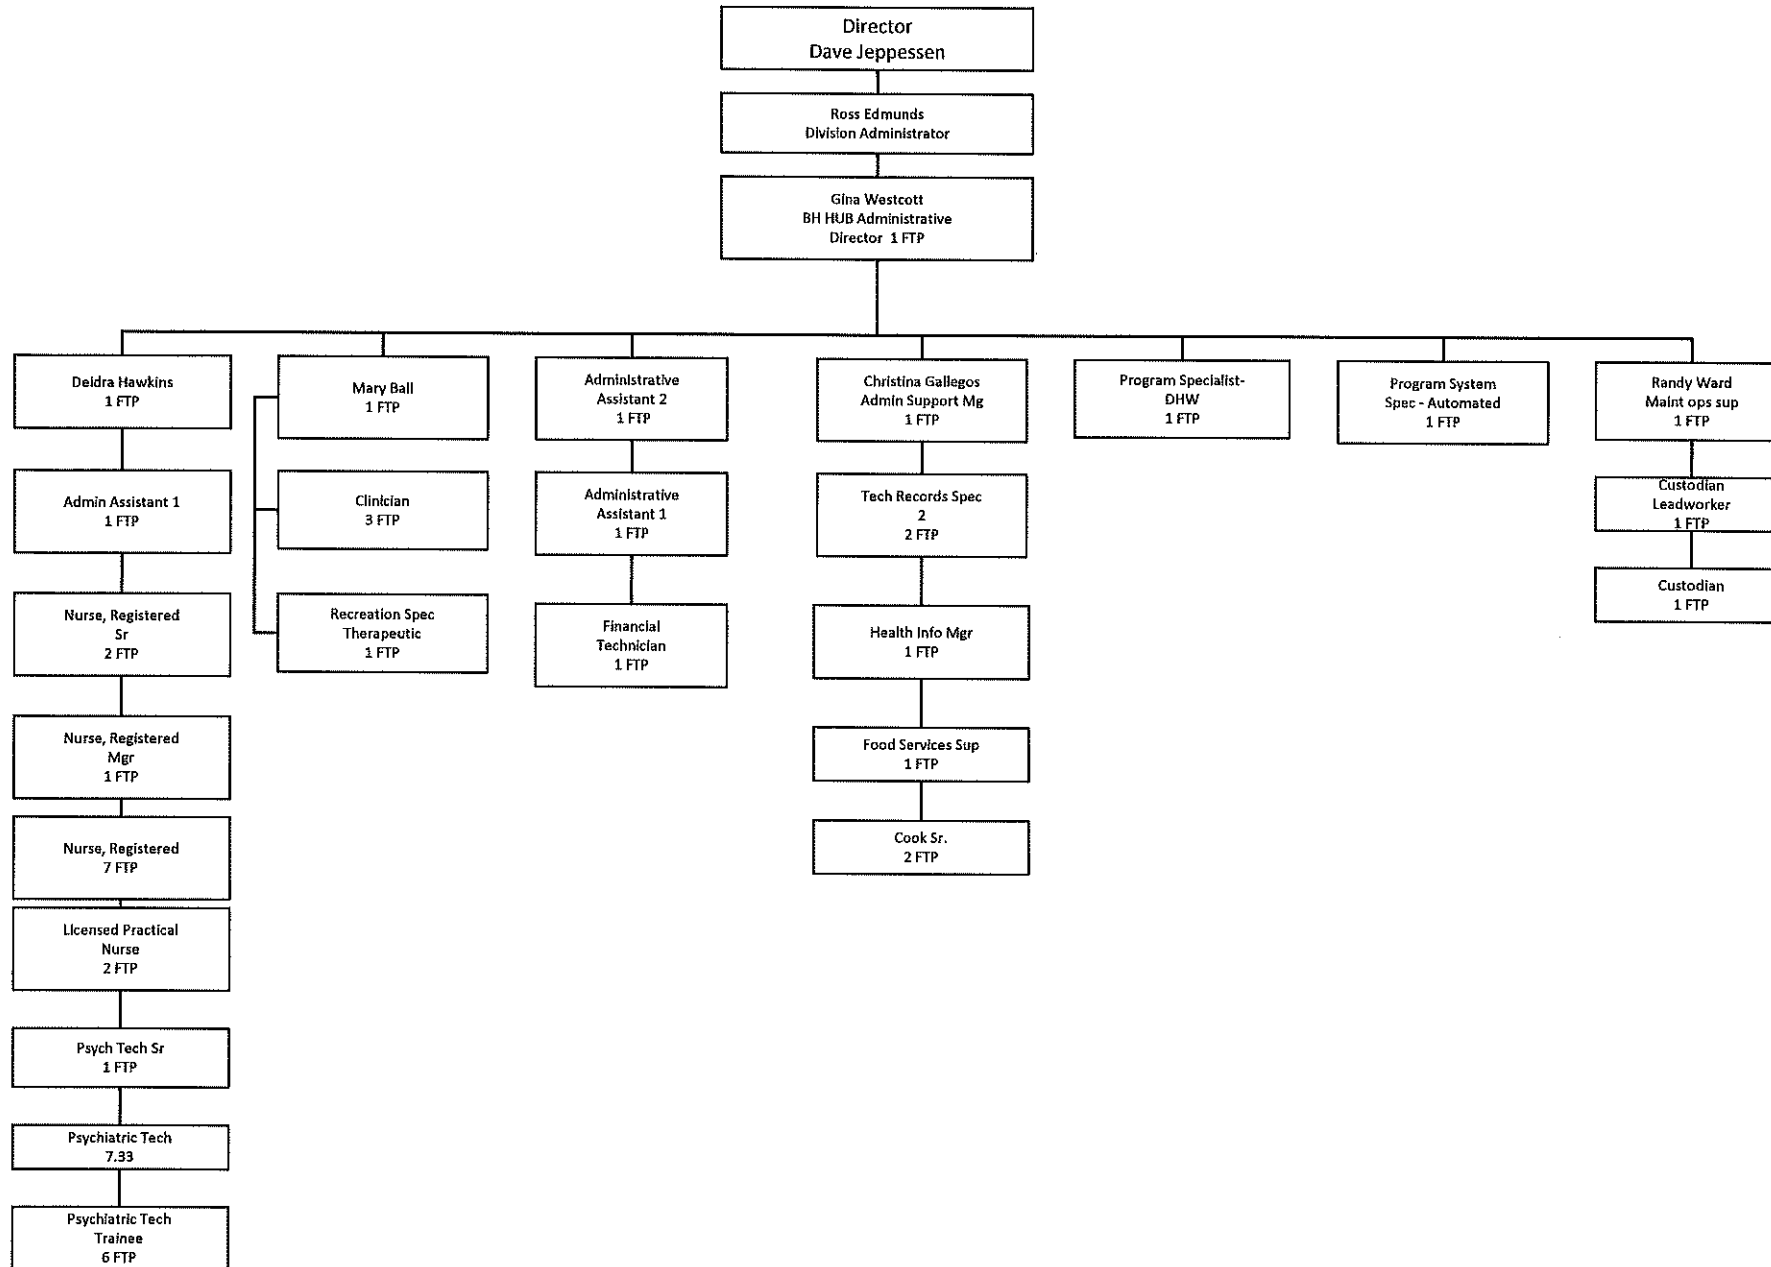 Director
Dave Jeppessen
Ross Edmunds
Division Administrator
Gina Westcott
BH HUB Administrative
Director 1 FTP
Deidra Hawkins
1 FTP
Admin Assistant 1
1 FTP
Nurse, Registered
Sr
2 FTP
Nurse, Registered
Mgr
1 FTP
Nurse, Registered
7 FTP
Licensed Practical
Nurse
2 FTP
Psych Tech Sr
1 FTP
Psychiatric Tech
7.33
Psychiatric Tech
Trainee
6 FTP
Mary Ball
1 FTP
Clinician
3 FTP
Recreation Spec
Therapeutic
1 FTP
Administrative
Assistant 2
1 FTP
Administrative
Assistant 1
1 FTP
Financial
Technician
1 FTP
Christina Gallegos
Admin Support Mg
1 FTP
Tech Records Spec
2
2 FTP
Health Info Mgr
1 FTP
Food Services Sup
1 FTP
Cook Sr.
2 FTP
Program Specialist-
DHW
1 FTP
Program System
Spec - Automated
1 FTP
Randy Ward
Maint ops sup
1 FTP
Custodian
Leadworker
1 FTP
Custodian
1 FTP